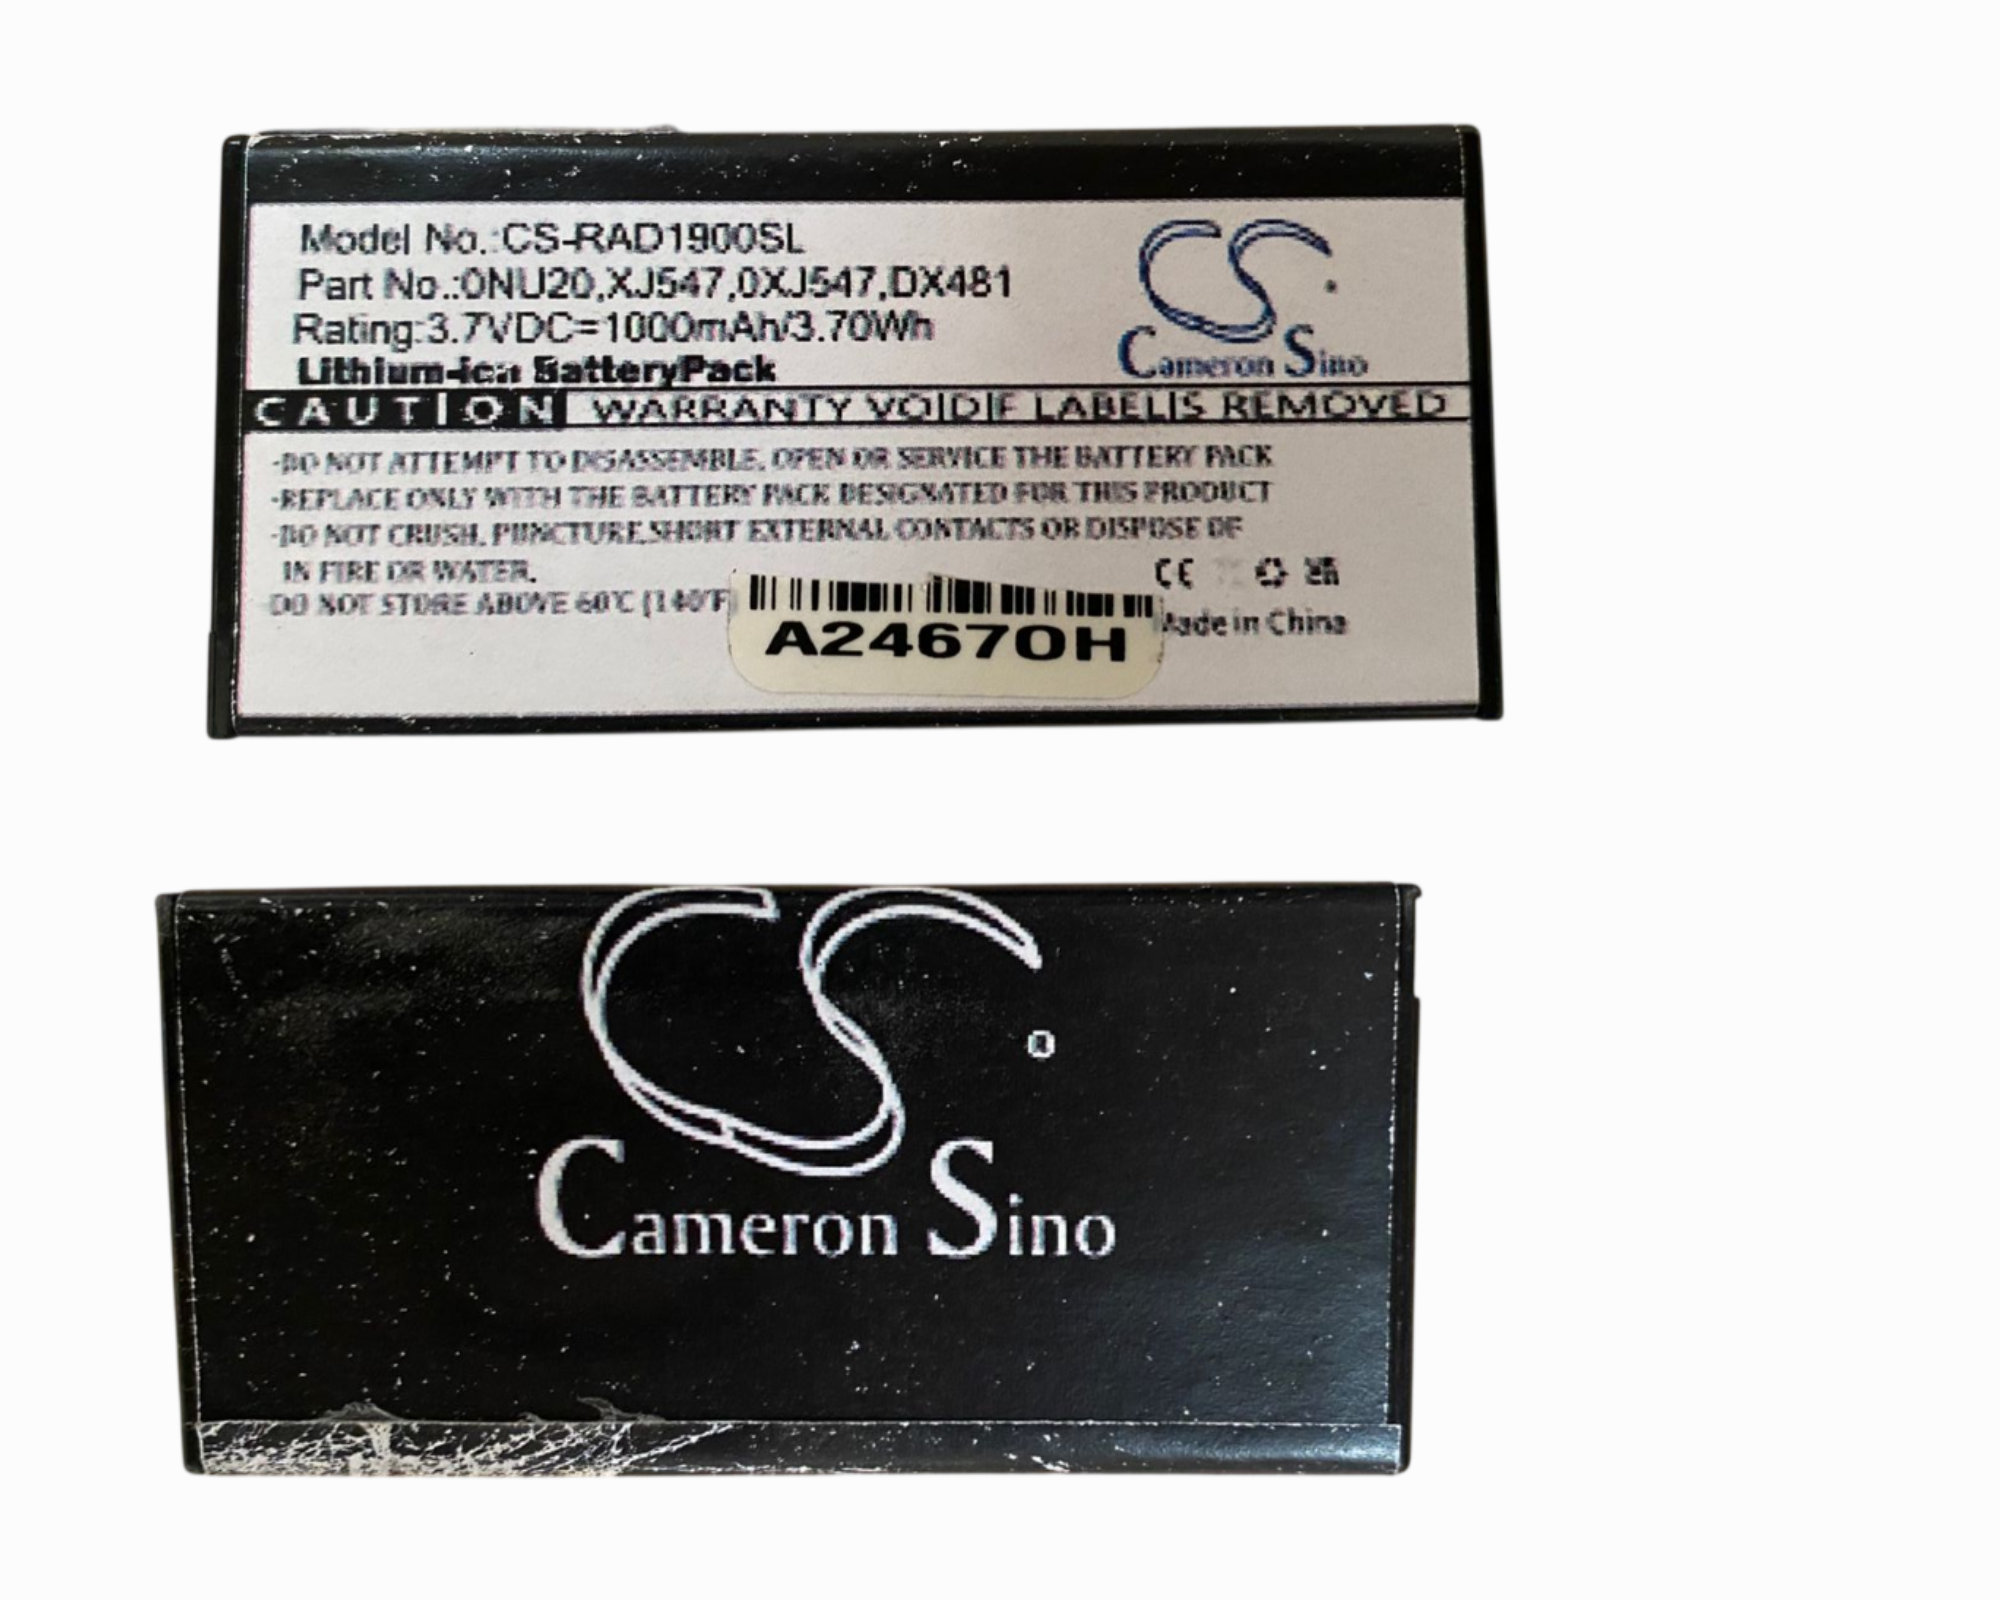 Model No.:CS-RAD1900SL
Part No.:0NU20,XJ547,0XJ547,DX481
Rating:3.7VDC=1000mAh/3.70Wh
Lithium-ion BatteryPack
CS
Cameron Sino
CAUTION WARRANTY VOID IF LABEL IS REMOVED
-DO NOT ATTEMPT TO DISASSEMBLE, OPEN OR SERVICE THE BATTERY PACK
-REPLACE ONLY WITH THE BATTERY PACK DESIGNATED FOR THIS PRODUCT
-DO NOT CRUSH, PUNCTURE,SHORT EXTERNAL CONTACTS OR DISPOSE OF
IN FIRE OR WATER.
DO NOT STORE ABOVE 60℃ (140℉
CE
Made in China
A24670H
CS
Cameron Sino